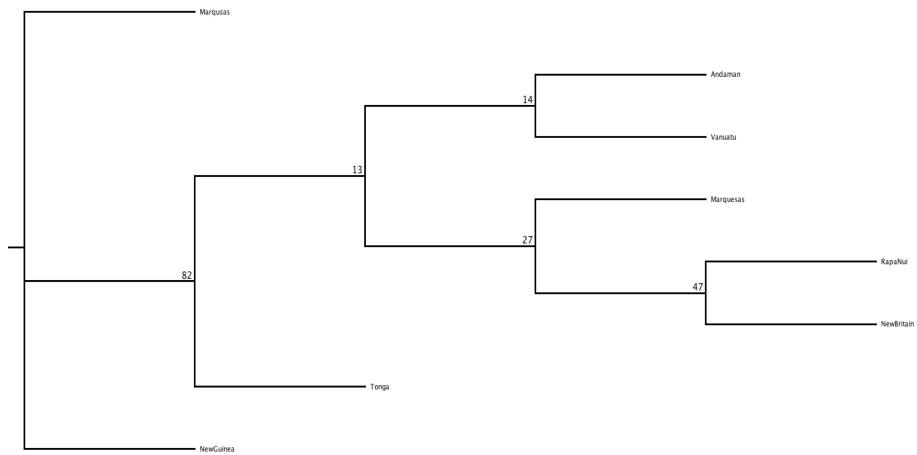 Marqusas
Andaman
14
Vanuatu
13
Marquesas
27
RapaNui
82
47
NewBritain
Tonga
NewGuinea